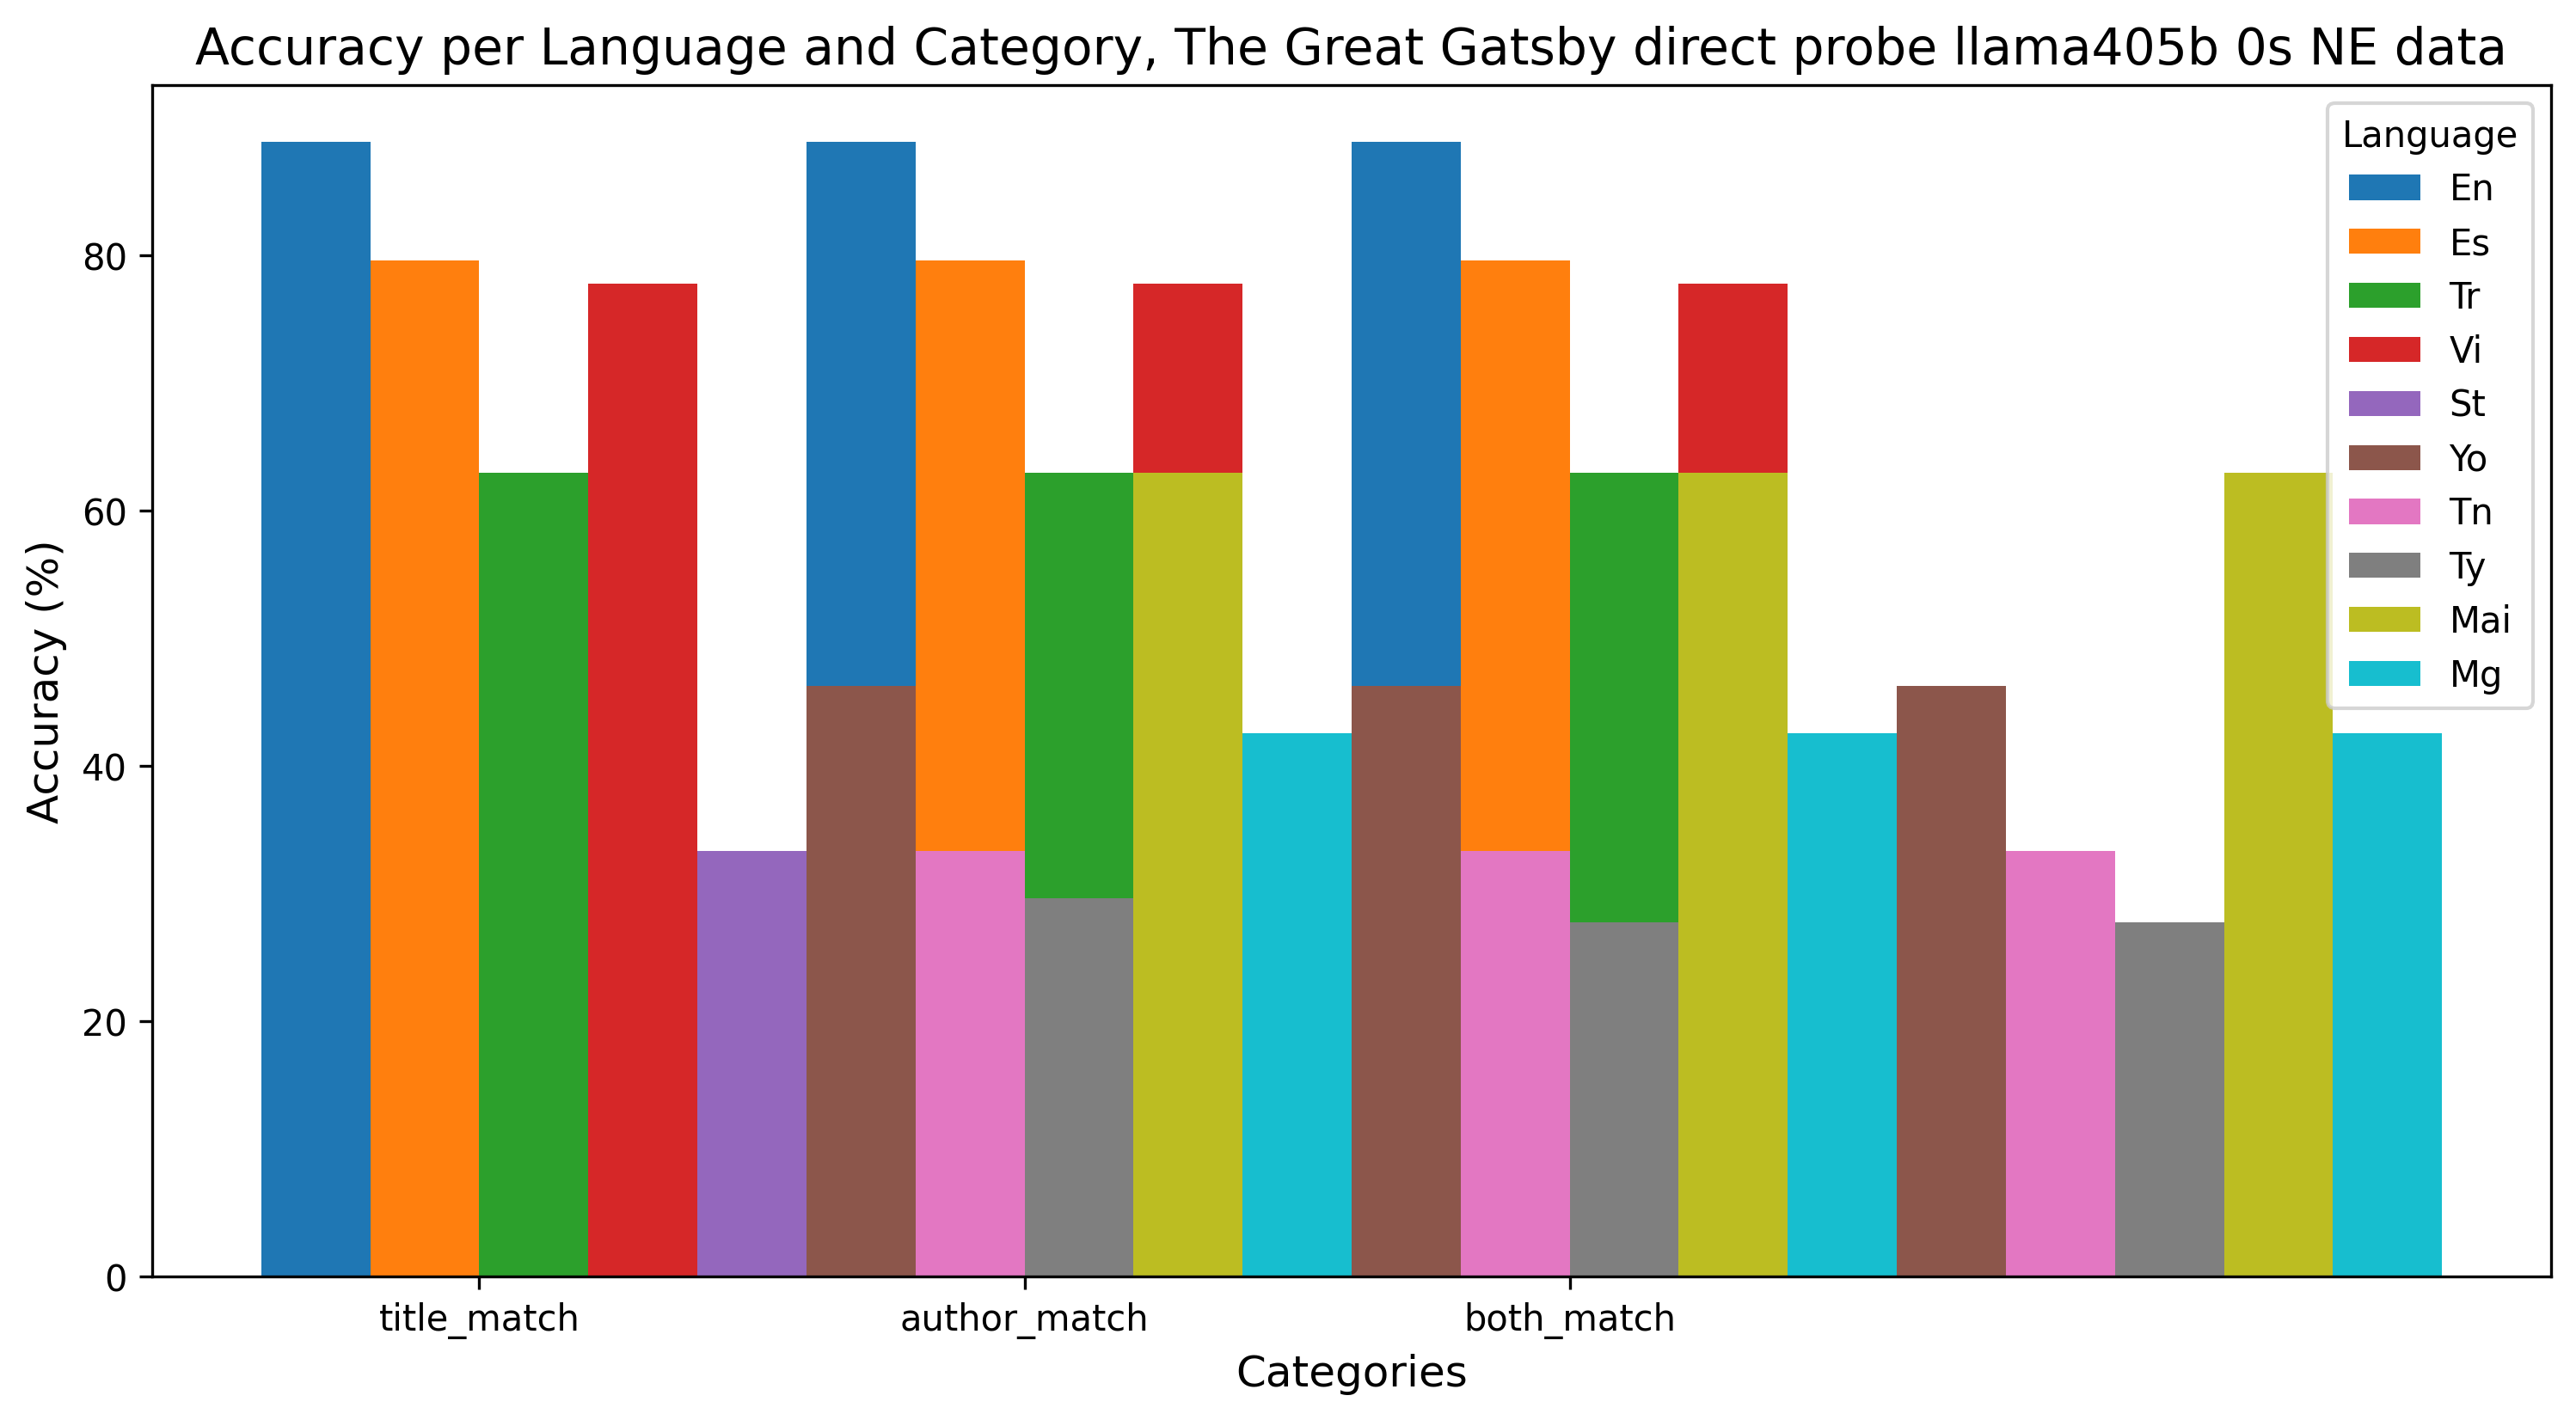 Accuracy per Language and Category, The Great Gatsby direct probe llama405b 0s NE data
Accuracy (%)
80
60
40
20
0
title_match
author_match
both_match
Categories
Language
En
Es
Tr
Vi
St
Yo
Tn
Ty
Mai
Mg